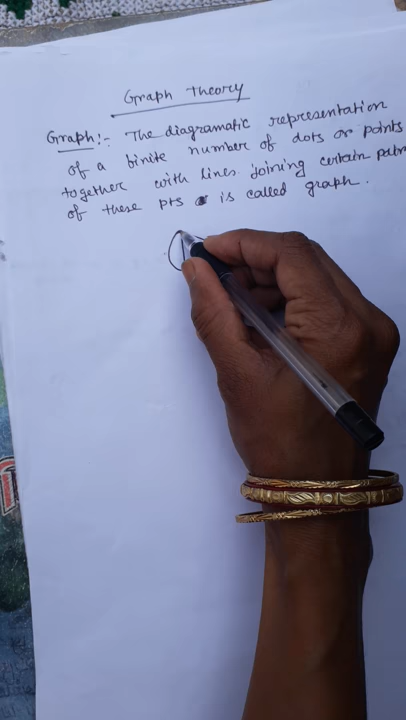 Graph Theory
Graph:- The diagramatic representation
of a finite number of dots or points
together with lines joining certain pairs
of these pts is called graph.